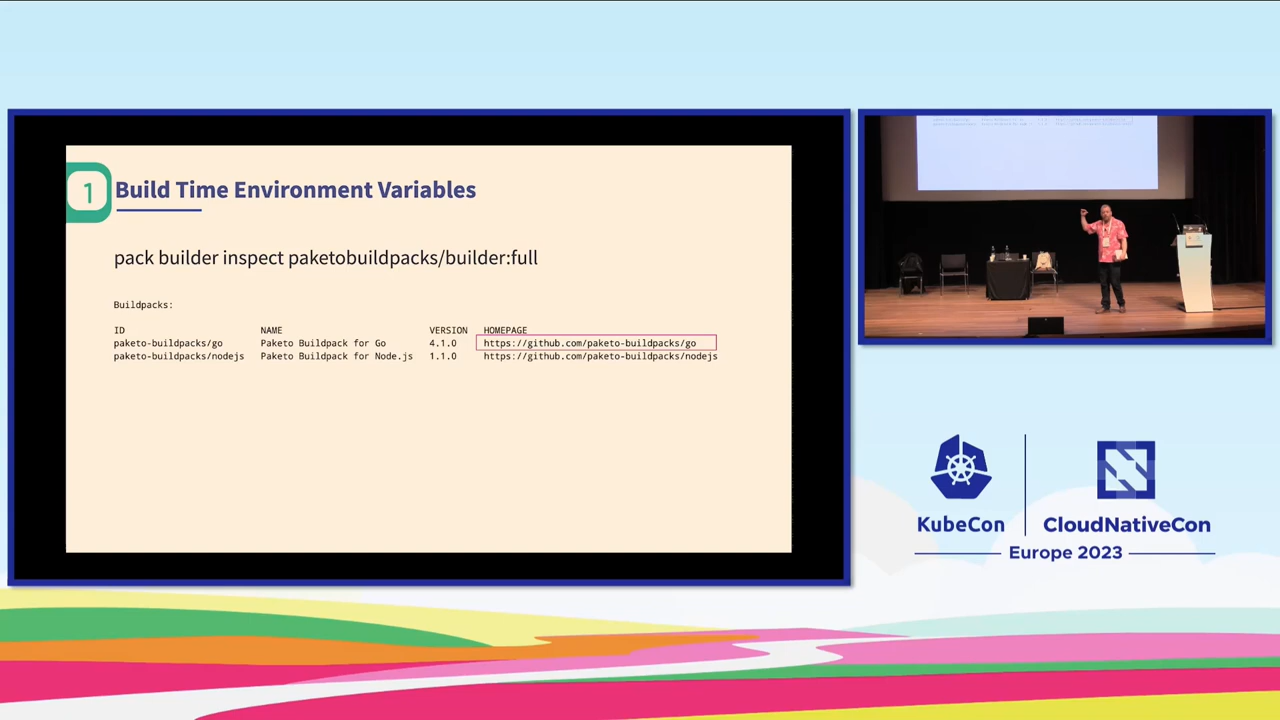 1
Build Time Environment Variables
pack builder inspect paketobuildpacks/builder:full
Buildpacks:
ID NAME VERSION HOMEPAGE
paketo-buildpacks/go Paketo Buildpack for Go 4.1.0 https://github.com/paketo-buildpacks/go
paketo-buildpacks/nodejs Paketo Buildpack for Node.js 1.1.0 https://github.com/paketo-buildpacks/nodejs
KubeCon
CloudNativeCon
Europe 2023